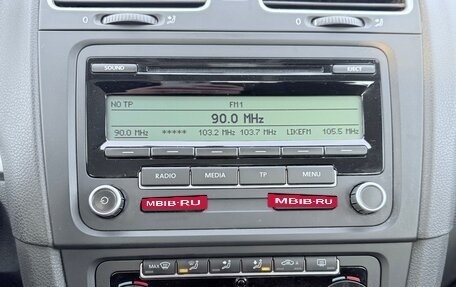 SOUND EJECT
NO TP FM1
90.0 MHz
90.0 MHz ***** 103.2 MHz 103.7 MHz LIKEFM 105.5 MHz
RADIO MEDIA TP MENU
MBIB-RU MBIB-RU
MAX A